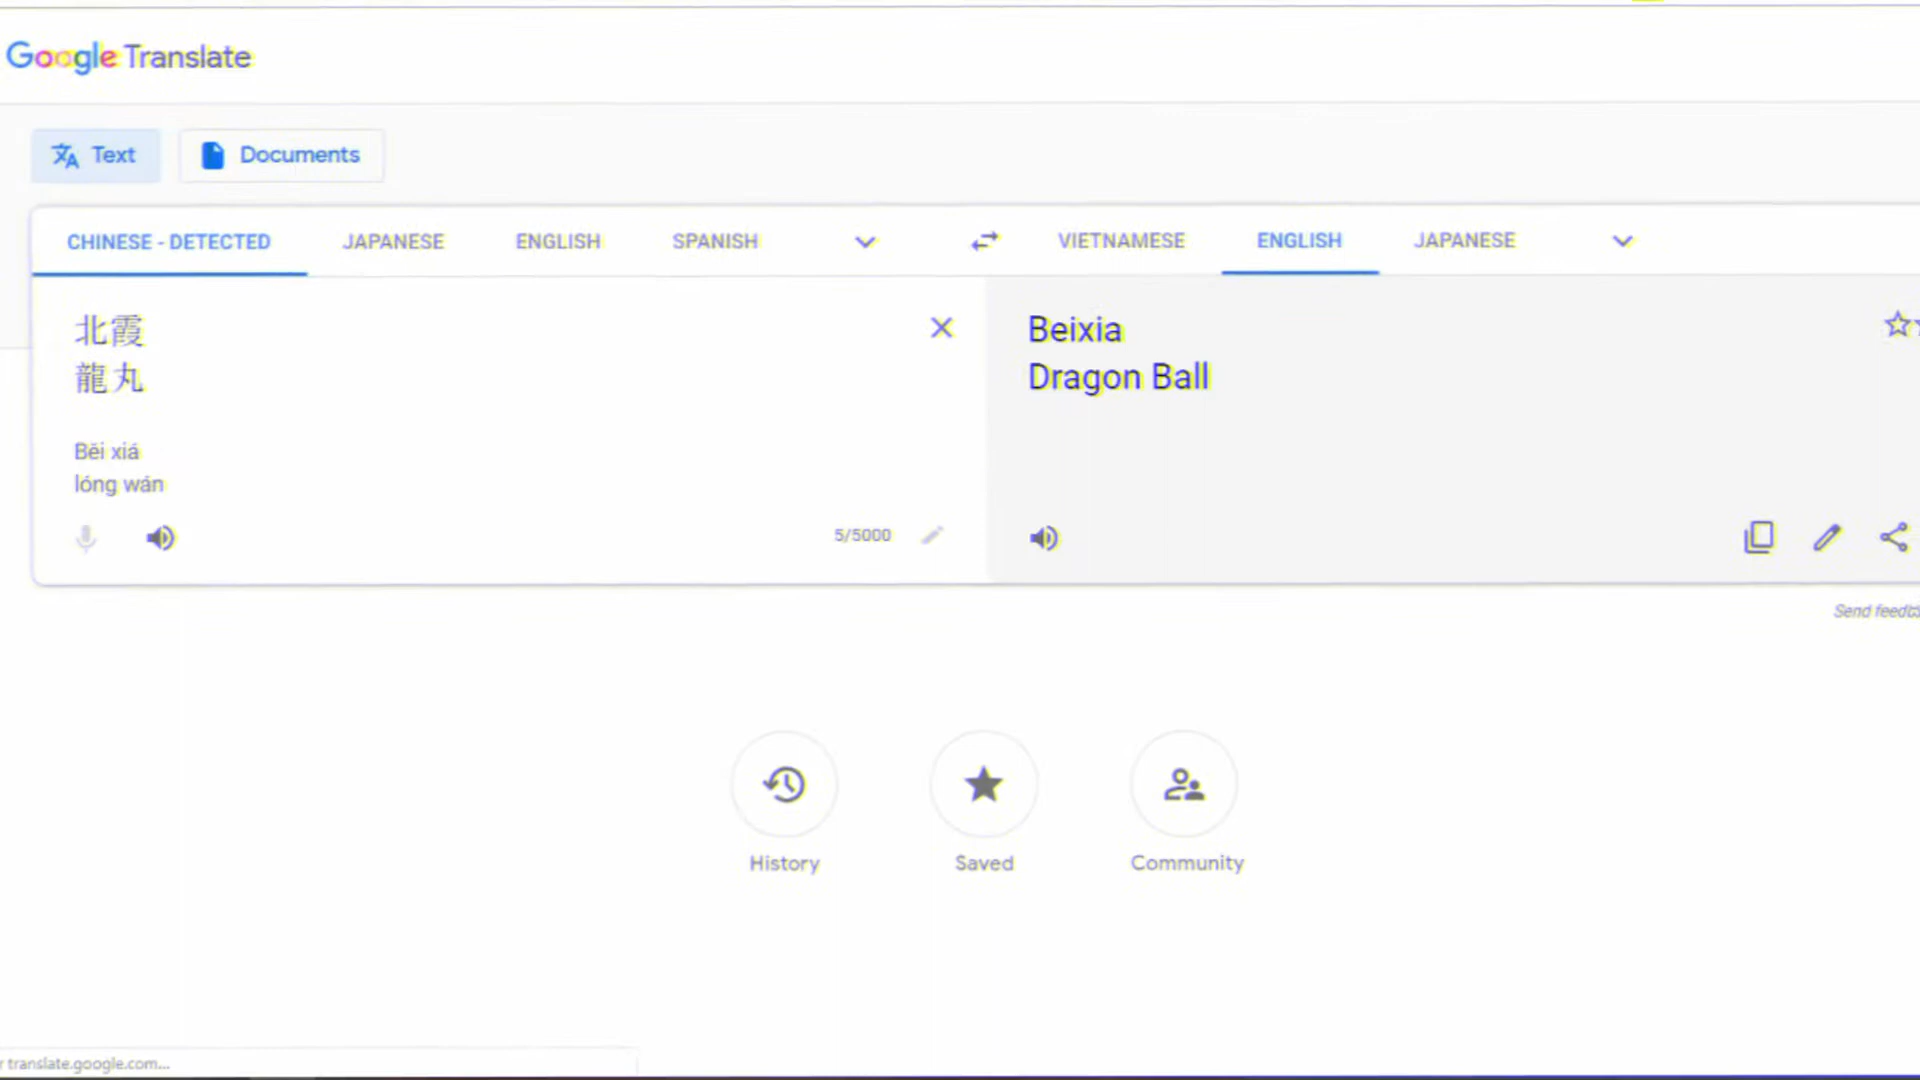 Google Translate
Text
Documents
CHINESE - DETECTED
JAPANESE
ENGLISH
SPANISH
VIETNAMESE
ENGLISH
JAPANESE
北霞
龍丸
Beixia
Dragon Ball
Běi xiá
lóng wán
5/5000
Send
History
Saved
Community
translate.google.com...